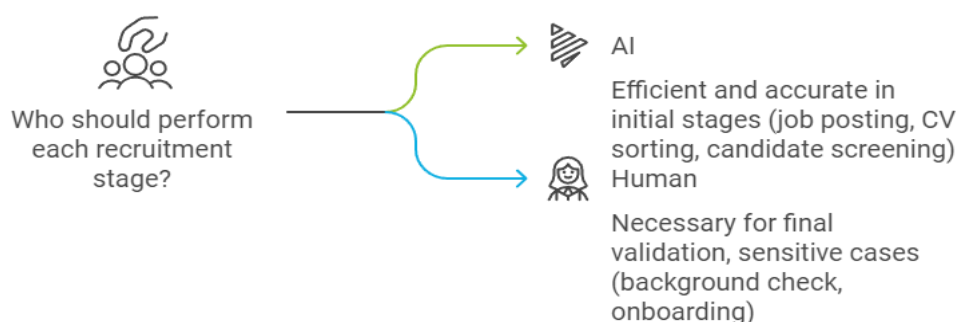 Who should perform
each recruitment
stage?
AI
Efficient and accurate in
initial stages (job posting, CV
sorting, candidate screening)
Human
Necessary for final
validation, sensitive cases
(background check,
onboarding)